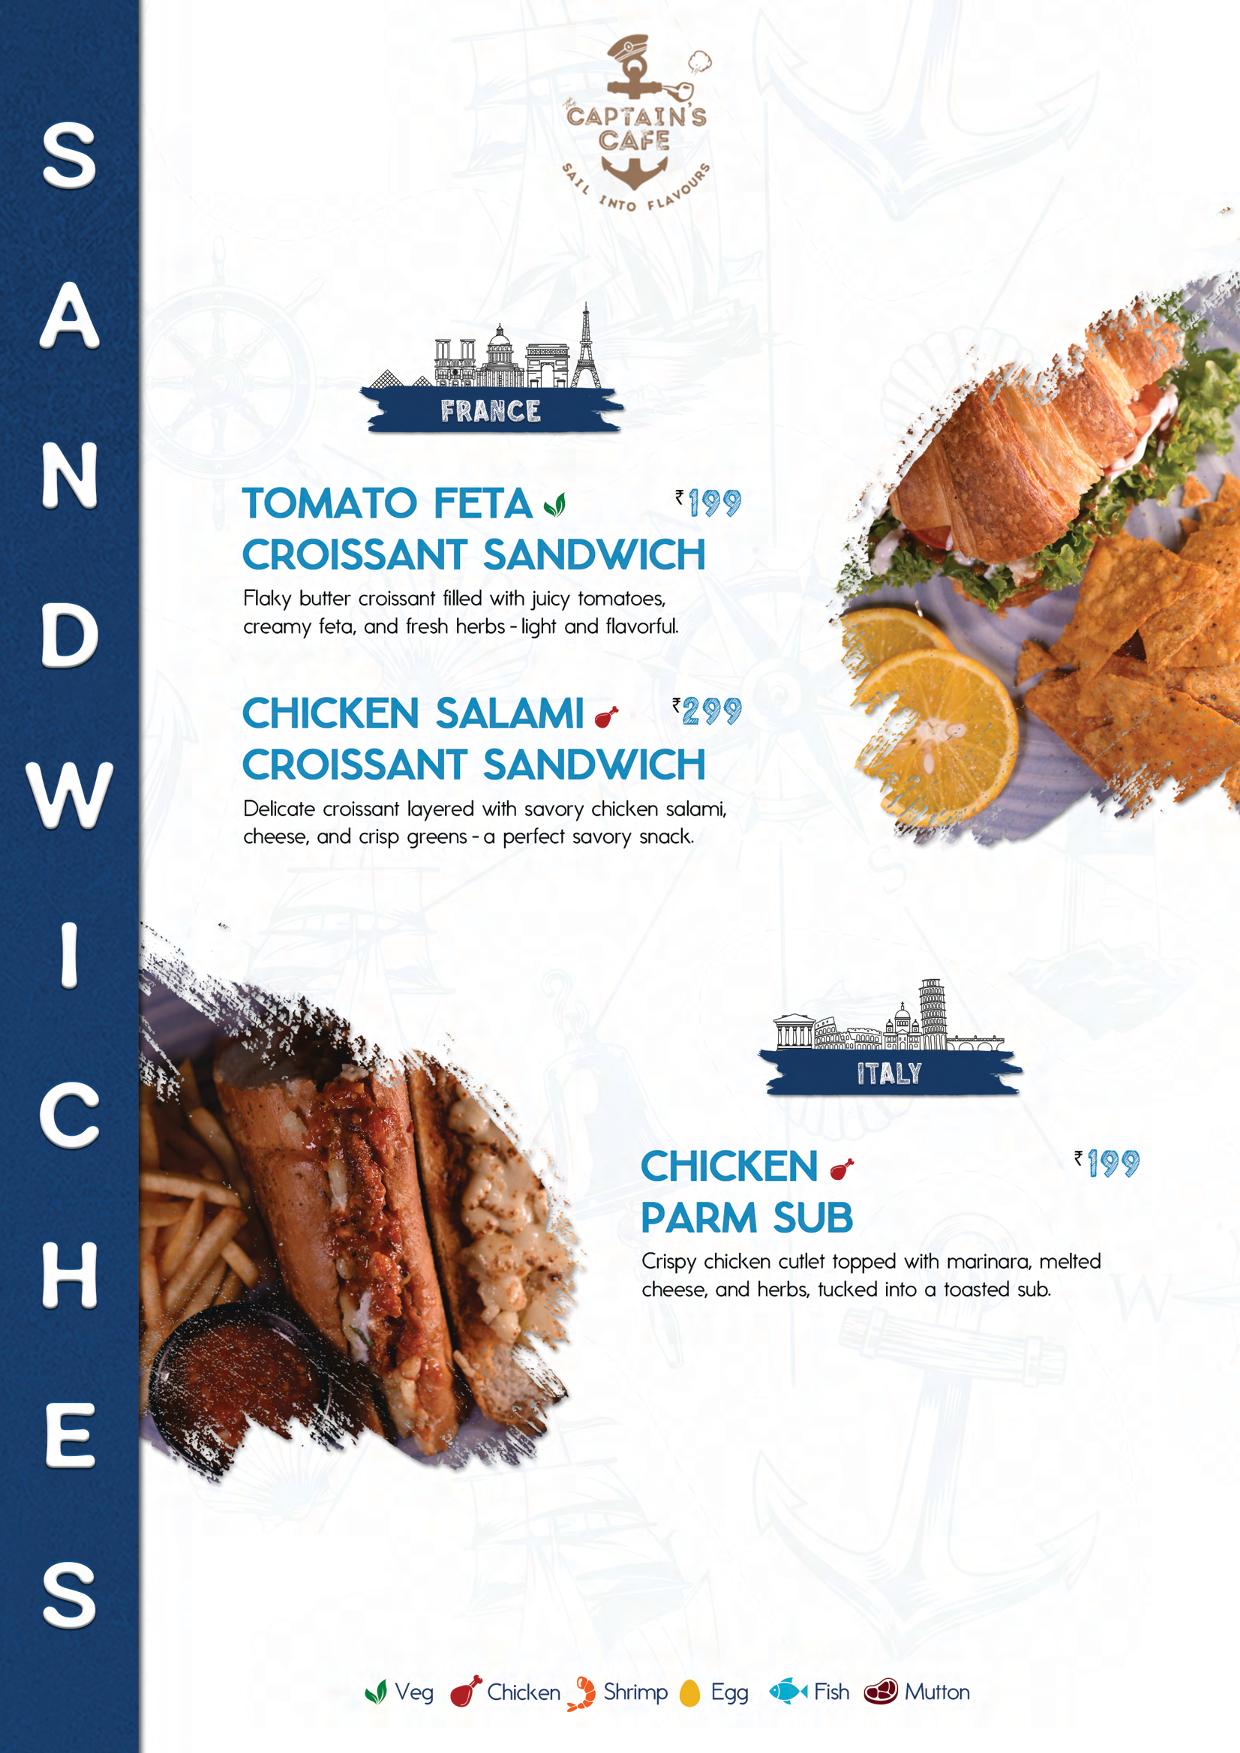 SANDWICHES
the
CAPTAIN'S
CAFE
SAIL INTO FLAVOURS
FRANCE
TOMATO FETA ₹199
CROISSANT SANDWICH
Flaky butter croissant filled with juicy tomatoes,
creamy feta, and fresh herbs - light and flavorful.
CHICKEN SALAMI ₹299
CROISSANT SANDWICH
Delicate croissant layered with savory chicken salami,
cheese, and crisp greens - a perfect savory snack.
ITALY
CHICKEN ₹199
PARM SUB
Crispy chicken cutlet topped with marinara, melted
cheese, and herbs, tucked into a toasted sub.
Veg Chicken Shrimp Egg Fish Mutton